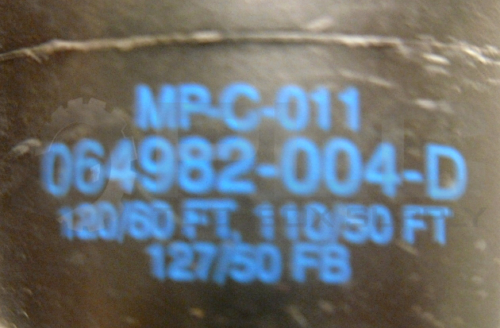 MP-C-011
064982-004-D
120/60 FT, 110/50 FT
127/50 FB